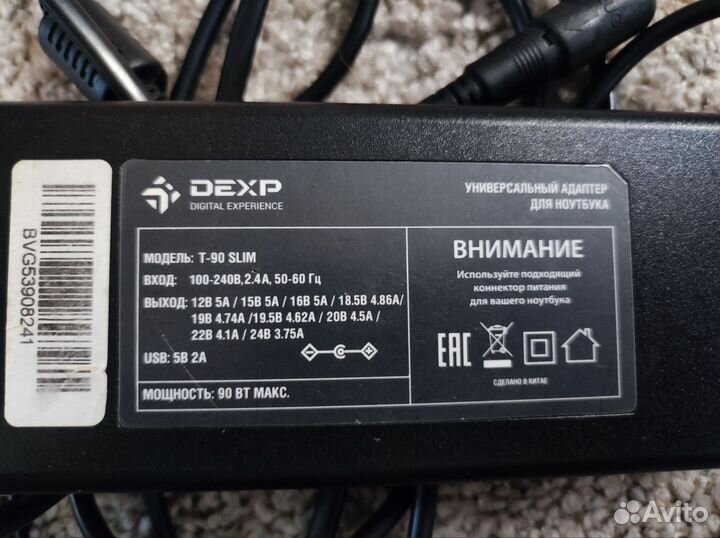 DEXP
DIGITAL EXPERIENCE
УНИВЕРСАЛЬНЫЙ АДАПТЕР
ДЛЯ НОУТБУКА
МОДЕЛЬ: T-90 SLIM
ВХОД: 100-240В,2.4А, 50-60 Гц
ВЫХОД: 12В 5А / 15В 5А / 16В 5А / 18.5В 4.86А/
19В 4.74А /19.5В 4.62А / 20В 4.5А /
22В 4.1А / 24В 3.75А
USB: 5В 2А
МОЩНОСТЬ: 90 ВТ МАКС.
ВНИМАНИЕ
Используйте подходящий
коннектор питания
для вашего ноутбука
EAC
СДЕЛАНО В КИТАЕ
BVG53908241
Avito